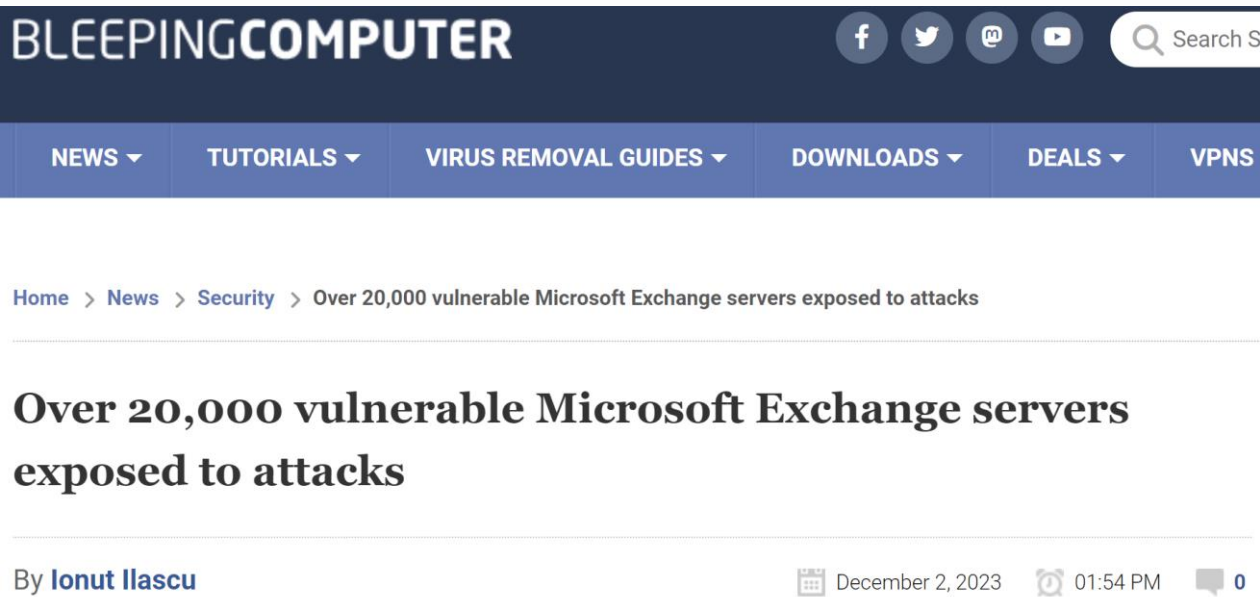 BLEEPINGCOMPUTER
f
Search S
NEWS TUTORIALS VIRUS REMOVAL GUIDES DOWNLOADS DEALS VPNS
Home > News > Security > Over 20,000 vulnerable Microsoft Exchange servers exposed to attacks
Over 20,000 vulnerable Microsoft Exchange servers
exposed to attacks
By Ionut Ilascu December 2, 2023 01:54 PM 0